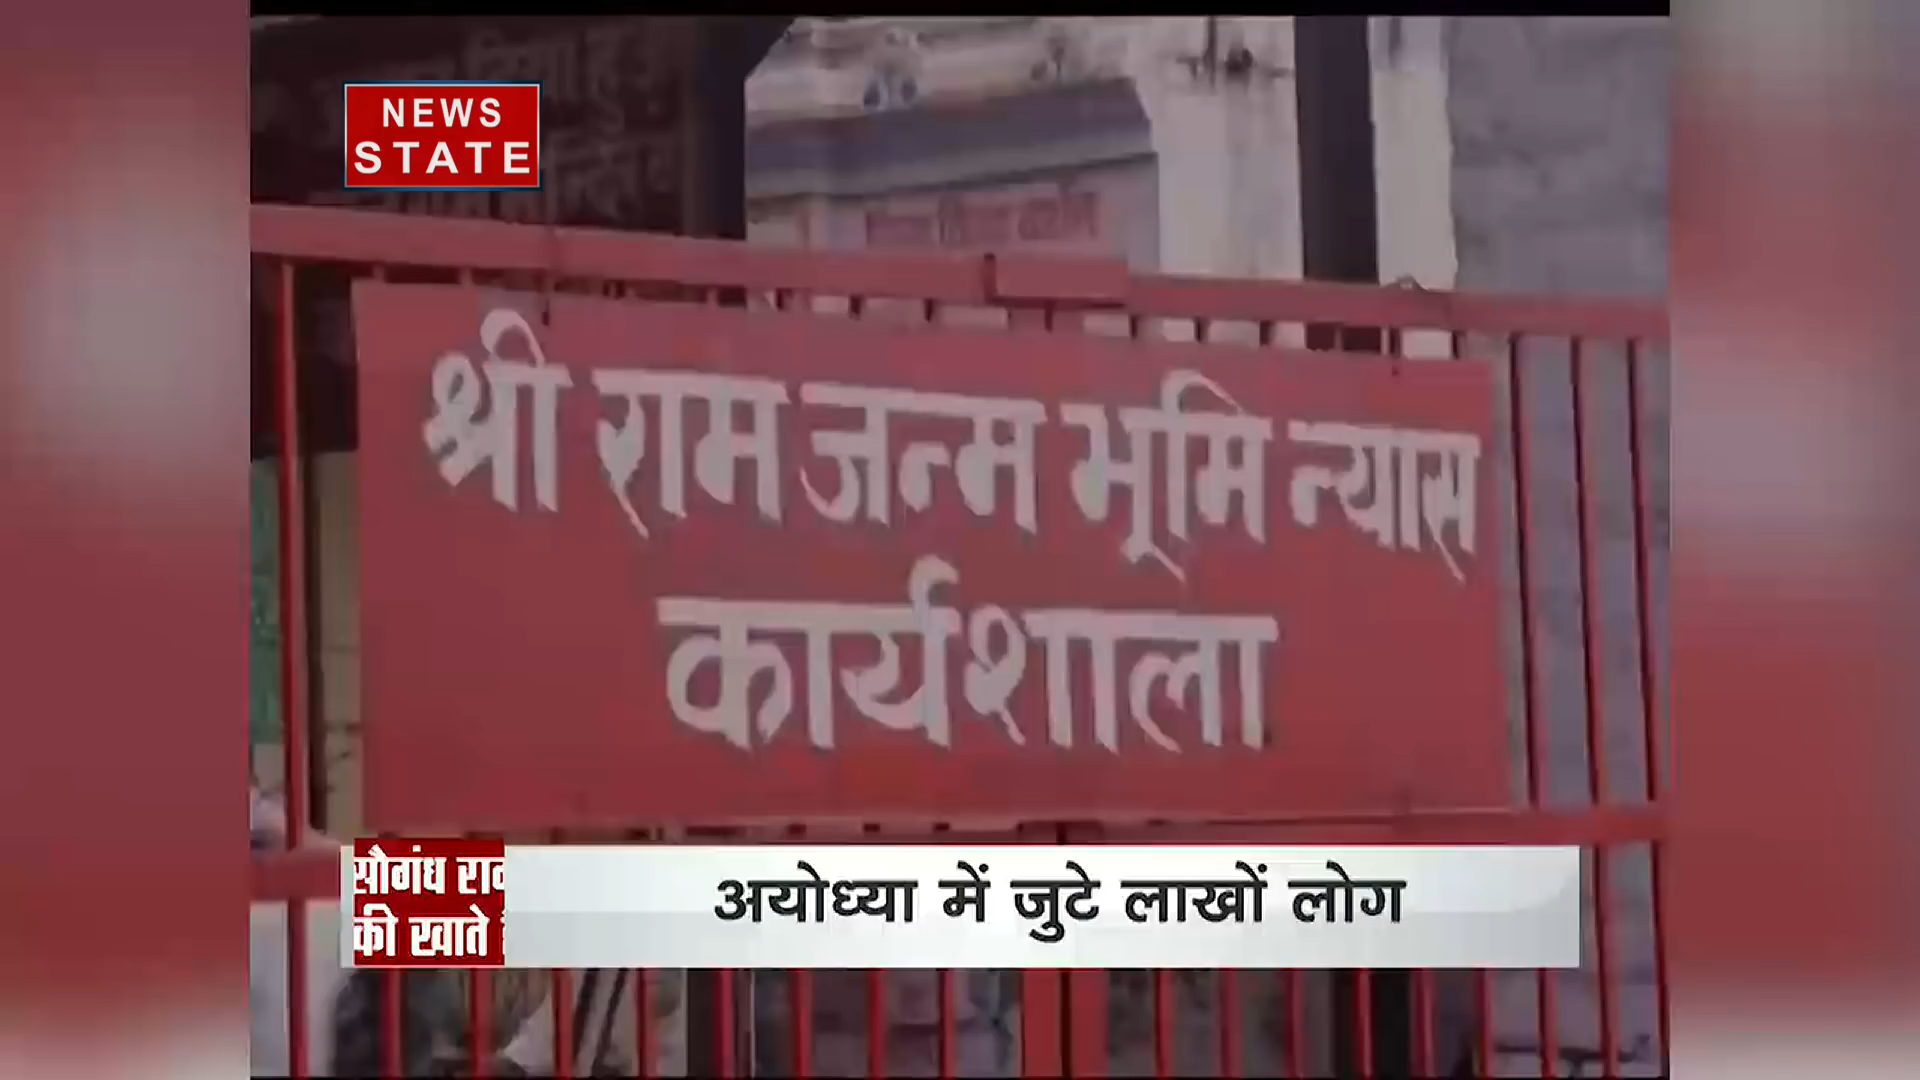 NEWS
STATE
श्री राम जन्म भूमि न्यास
कार्यशाला
सौगंध
की खाते
अयोध्या में जुटे लाखों लोग